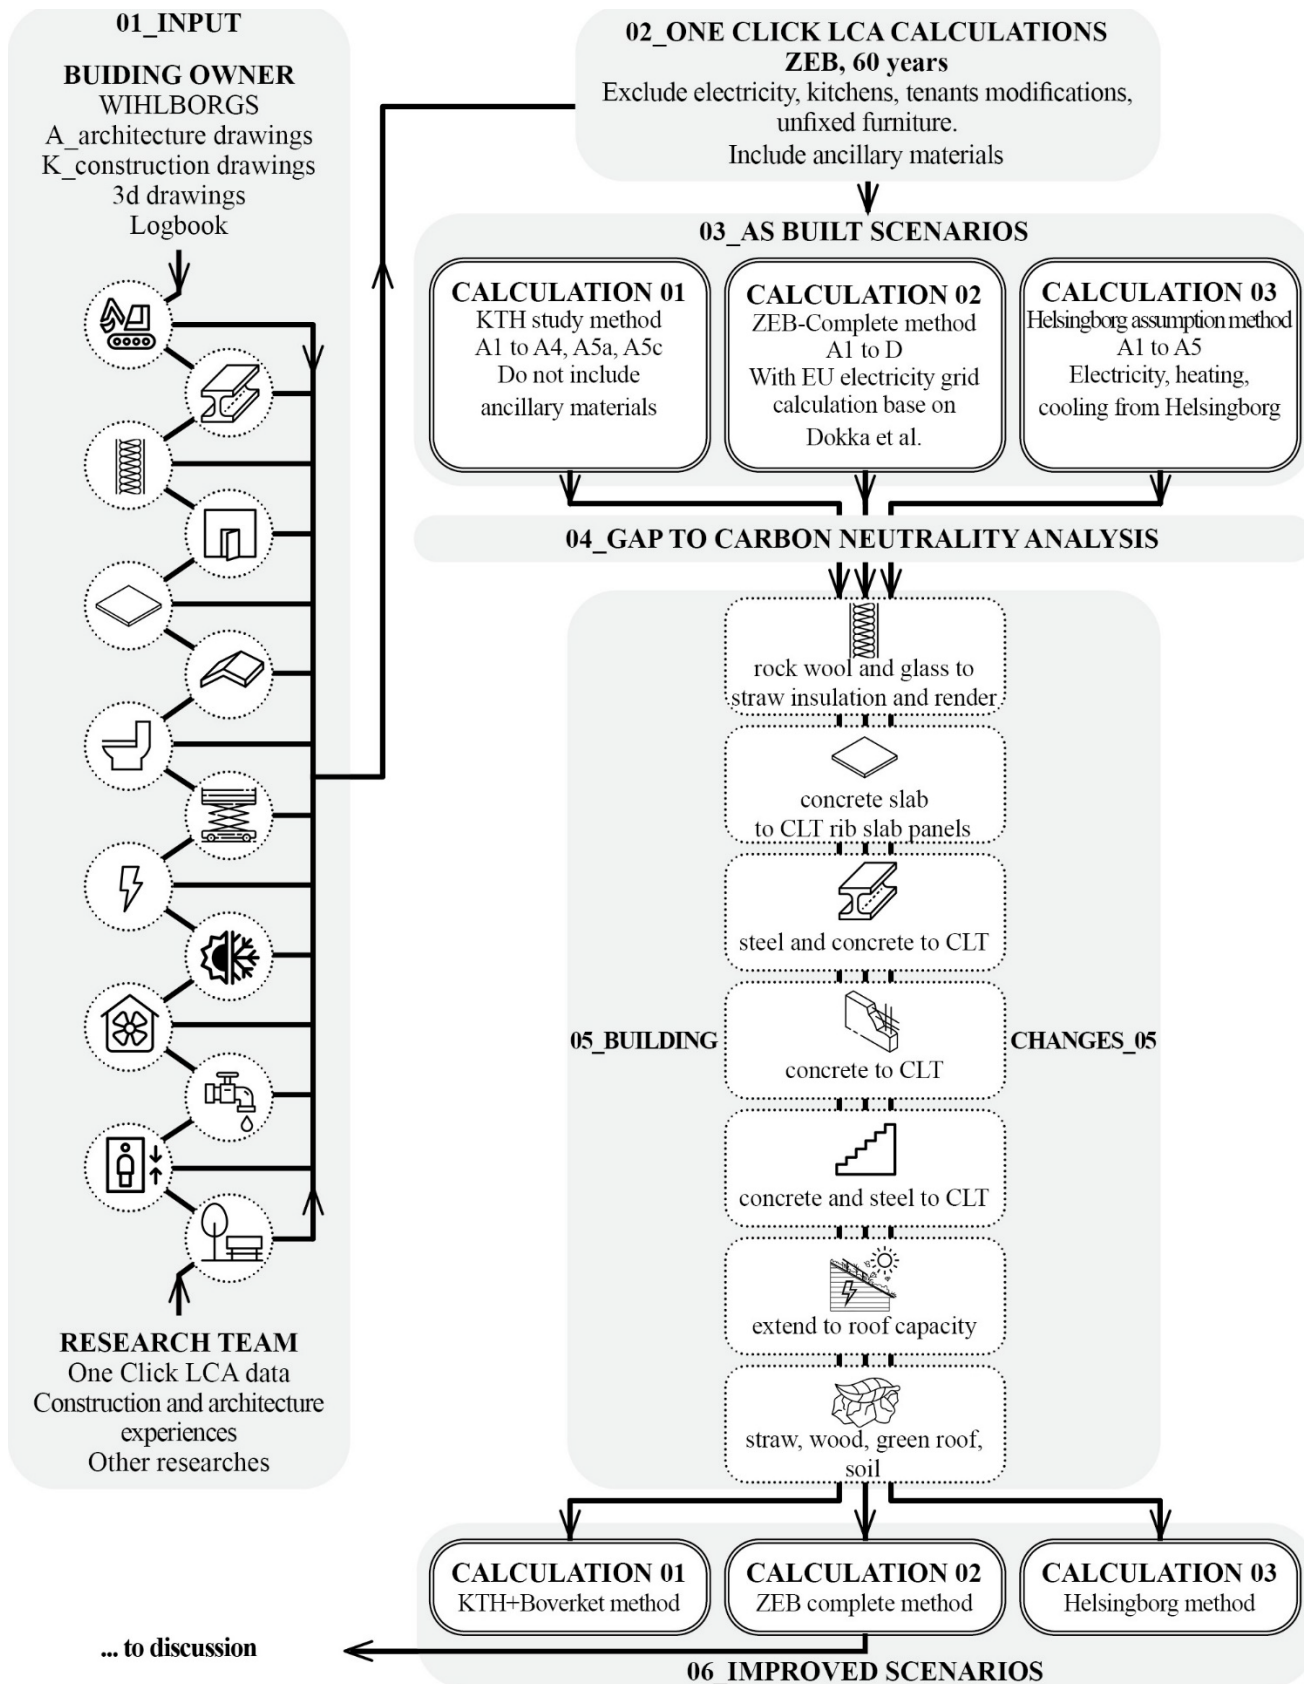 01_INPUT
BUIDING OWNER
WIHLBORGS
A_architecture drawings
K_construction drawings
3d drawings
Logbook
RESEARCH TEAM
One Click LCA data
Construction and architecture
experiences
Other researches
02_ONE CLICK LCA CALCULATIONS
ZEB, 60 years
Exclude electricity, kitchens, tenants modifications,
unfixed furniture.
Include ancillary materials
03_AS BUILT SCENARIOS
CALCULATION 01
KTH study method
A1 to A4, A5a, A5c
Do not include
ancillary materials
CALCULATION 02
ZEB-Complete method
A1 to D
With EU electricity grid
calculation base on
Dokka et al.
CALCULATION 03
Helsingborg assumption method
A1 to A5
Electricity, heating,
cooling from Helsingborg
04_GAP TO CARBON NEUTRALITY ANALYSIS
rock wool and glass to
straw insulation and render
concrete slab
to CLT rib slab panels
steel and concrete to CLT
05_BUILDING
CHANGES_05
concrete to CLT
concrete and steel to CLT
extend to roof capacity
straw, wood, green roof,
soil
CALCULATION 01
KTH+Boverket method
CALCULATION 02
ZEB complete method
CALCULATION 03
Helsingborg method
... to discussion
06_IMPROVED SCENARIOS